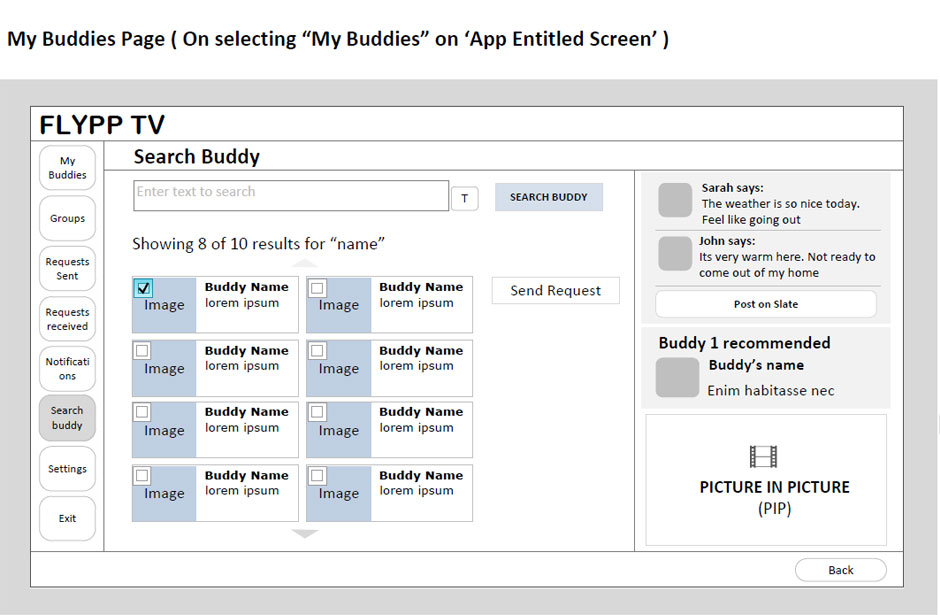 My Buddies Page ( On selecting “My Buddies” on ‘App Entitled Screen’ )
FLYPP TV
My
Buddies
Groups
Requests
Sent
Requests
received
Notificati
ons
Search
buddy
Settings
Exit
Search Buddy
Enter text to search
T
SEARCH BUDDY
Showing 8 of 10 results for “name”
Image
Buddy Name
lorem ipsum
Image
Buddy Name
lorem ipsum
Image
Buddy Name
lorem ipsum
Image
Buddy Name
lorem ipsum
Image
Buddy Name
lorem ipsum
Image
Buddy Name
lorem ipsum
Image
Buddy Name
lorem ipsum
Image
Buddy Name
lorem ipsum
Send Request
Sarah says:
The weather is so nice today.
Feel like going out
John says:
Its very warm here. Not ready to
come out of my home
Post on Slate
Buddy 1 recommended
Buddy’s name
Enim habitasse nec
PICTURE IN PICTURE
(PIP)
Back